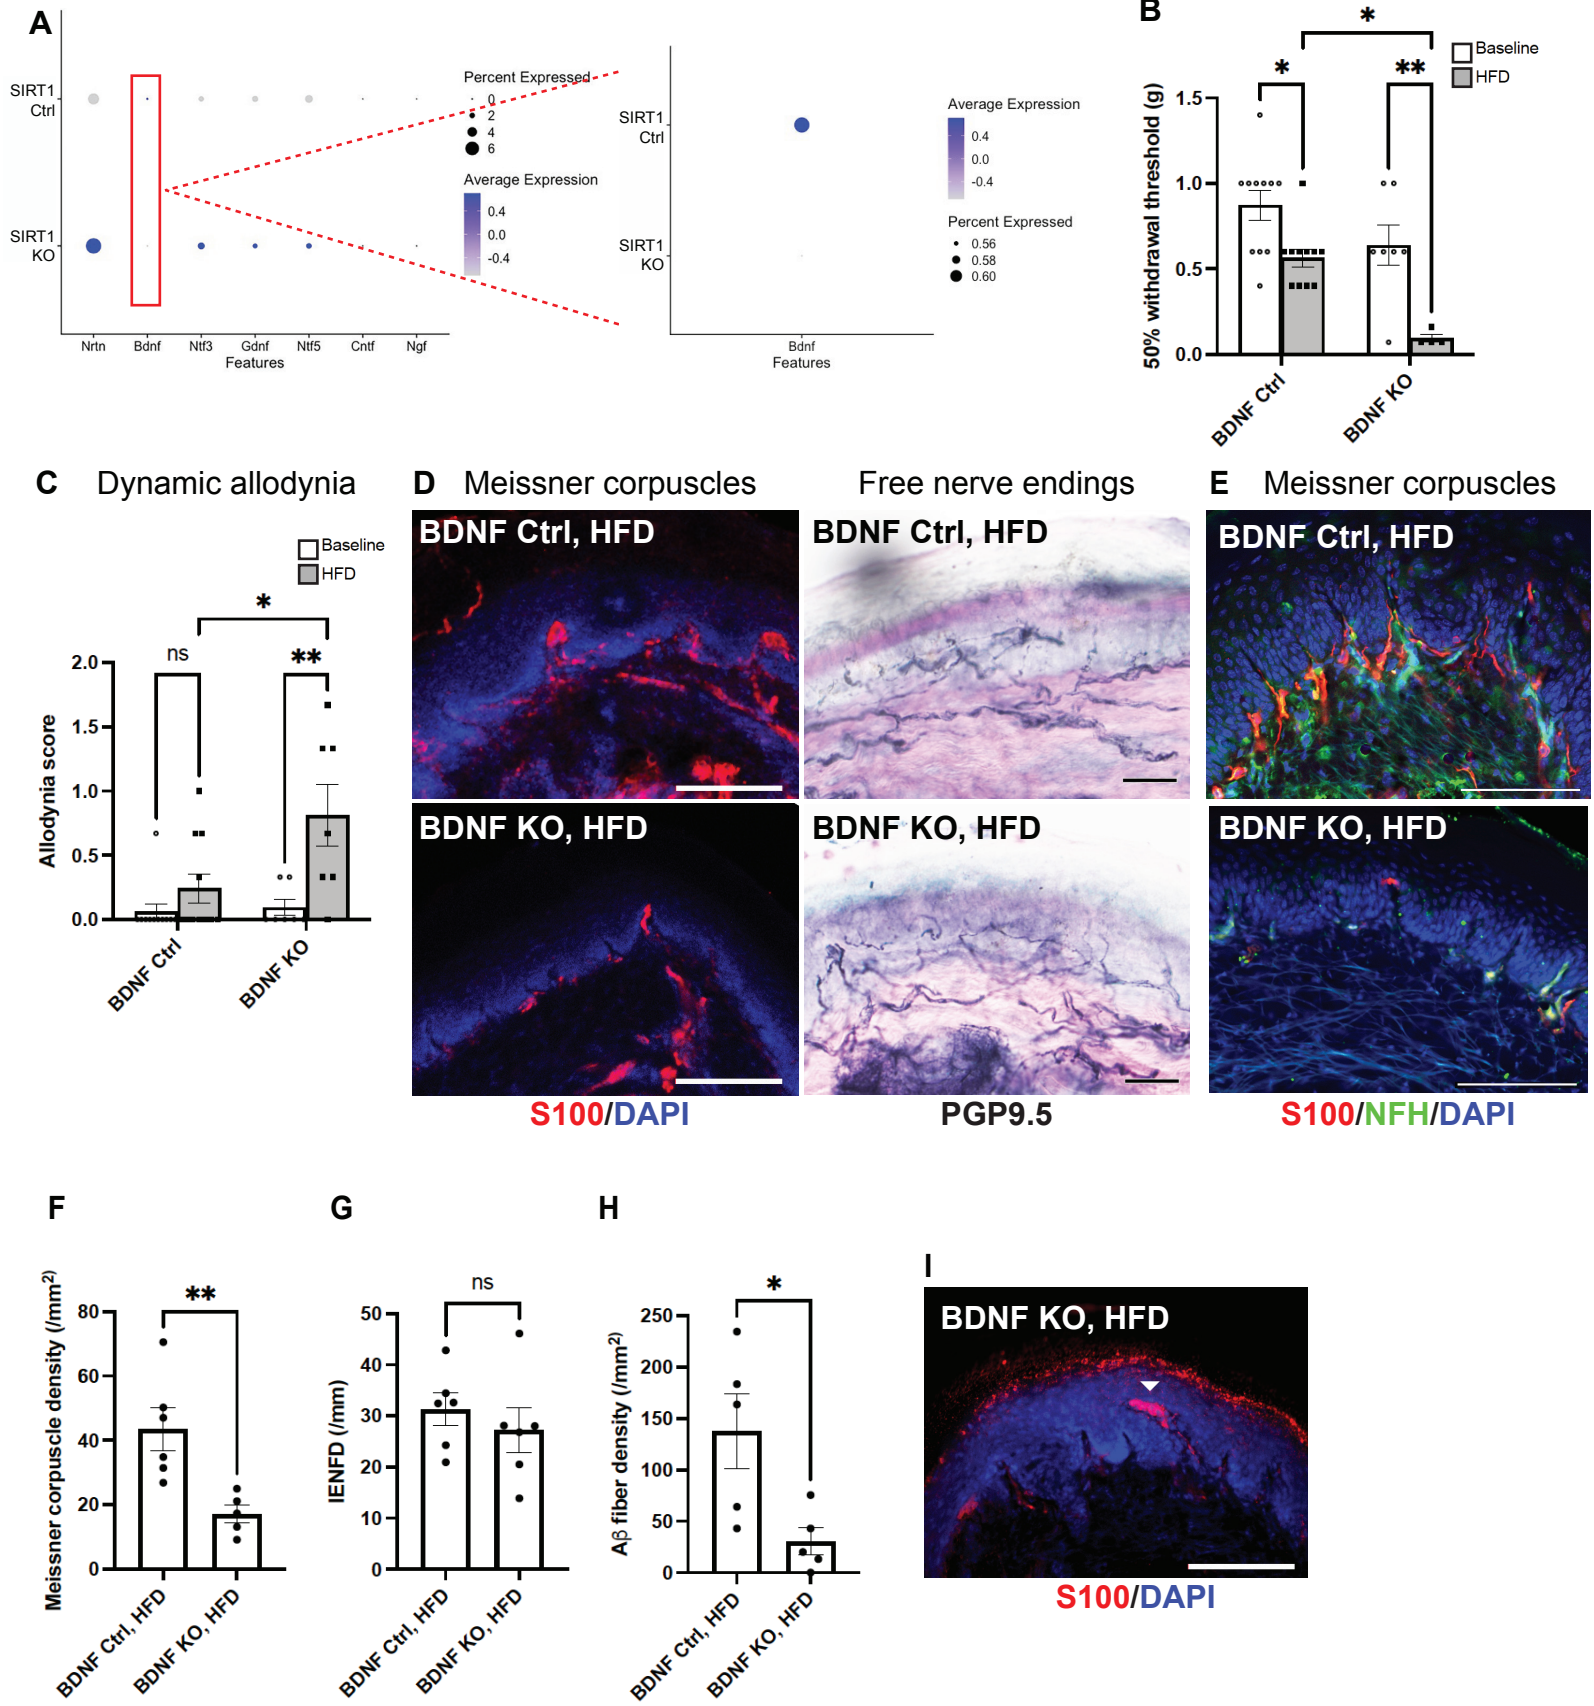 A
SIRT1
Ctrl
SIRT1
KO
Nrtn
Bdnf
Ntf3
Gdnf
Ntf5
Cntf
Ngf
Features
Percent Expressed
0
2
4
6
Average Expression
0.4
0.0
-0.4
SIRT1
Ctrl
SIRT1
KO
Bdnf
Features
Average Expression
0.4
0.0
-0.4
Percent Expressed
0.56
0.58
0.60
B
Baseline
HFD
*
*
**
50% withdrawal threshold (g)
1.5
1.0
0.5
0.0
BDNF Ctrl
BDNF KO
C
Dynamic allodynia
Baseline
HFD
*
ns
**
Allodynia score
2.0
1.5
1.0
0.5
0.0
BDNF Ctrl
BDNF KO
D
Meissner corpuscles
Free nerve endings
BDNF Ctrl, HFD
BDNF Ctrl, HFD
BDNF KO, HFD
BDNF KO, HFD
S100/DAPI
PGP9.5
E
Meissner corpuscles
BDNF Ctrl, HFD
BDNF KO, HFD
S100/NFH/DAPI
F
**
Meissner corpuscle density (/mm²)
80
60
40
20
0
BDNF Ctrl, HFD
BDNF KO, HFD
G
ns
IENFD (/mm)
50
40
30
20
10
0
BDNF Ctrl, HFD
BDNF KO, HFD
H
*
Aβ fiber density (/mm²)
250
200
150
100
50
0
BDNF Ctrl, HFD
BDNF KO, HFD
I
BDNF KO, HFD
S100/DAPI